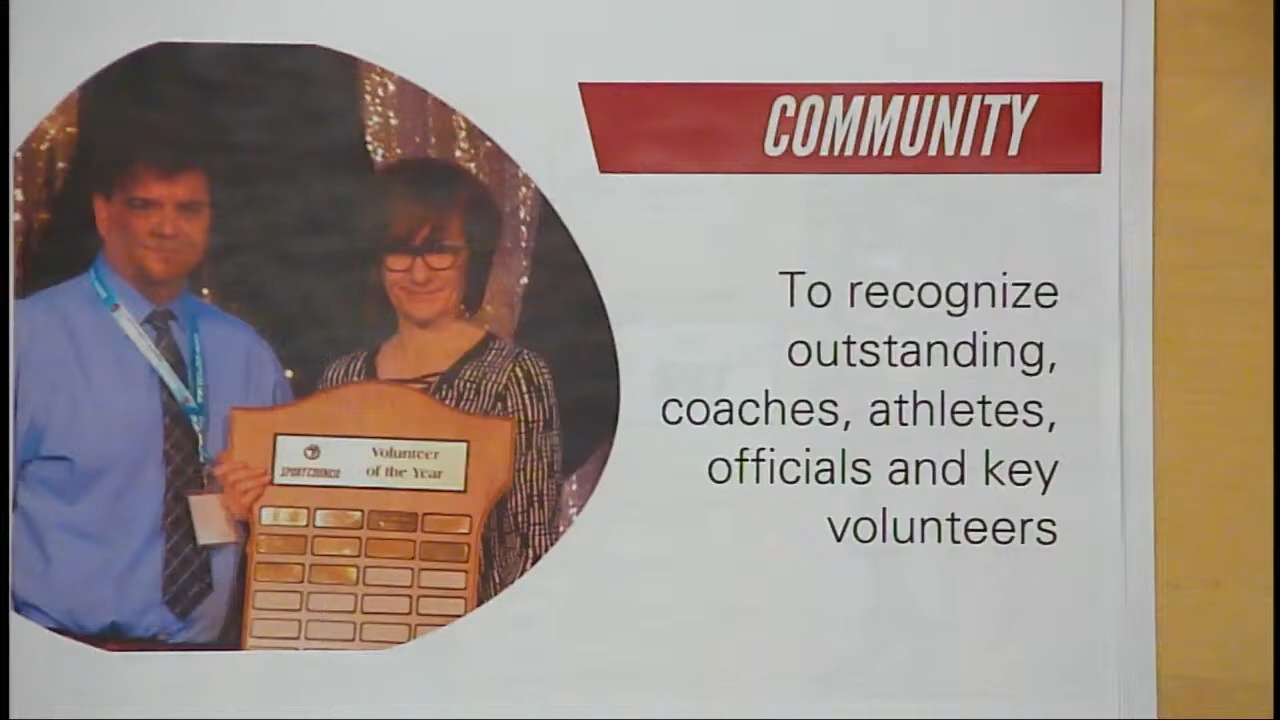 COMMUNITY
To recognize
outstanding,
coaches, athletes,
officials and key
volunteers
Volunteer
of the Year
SPORT COUNCIL